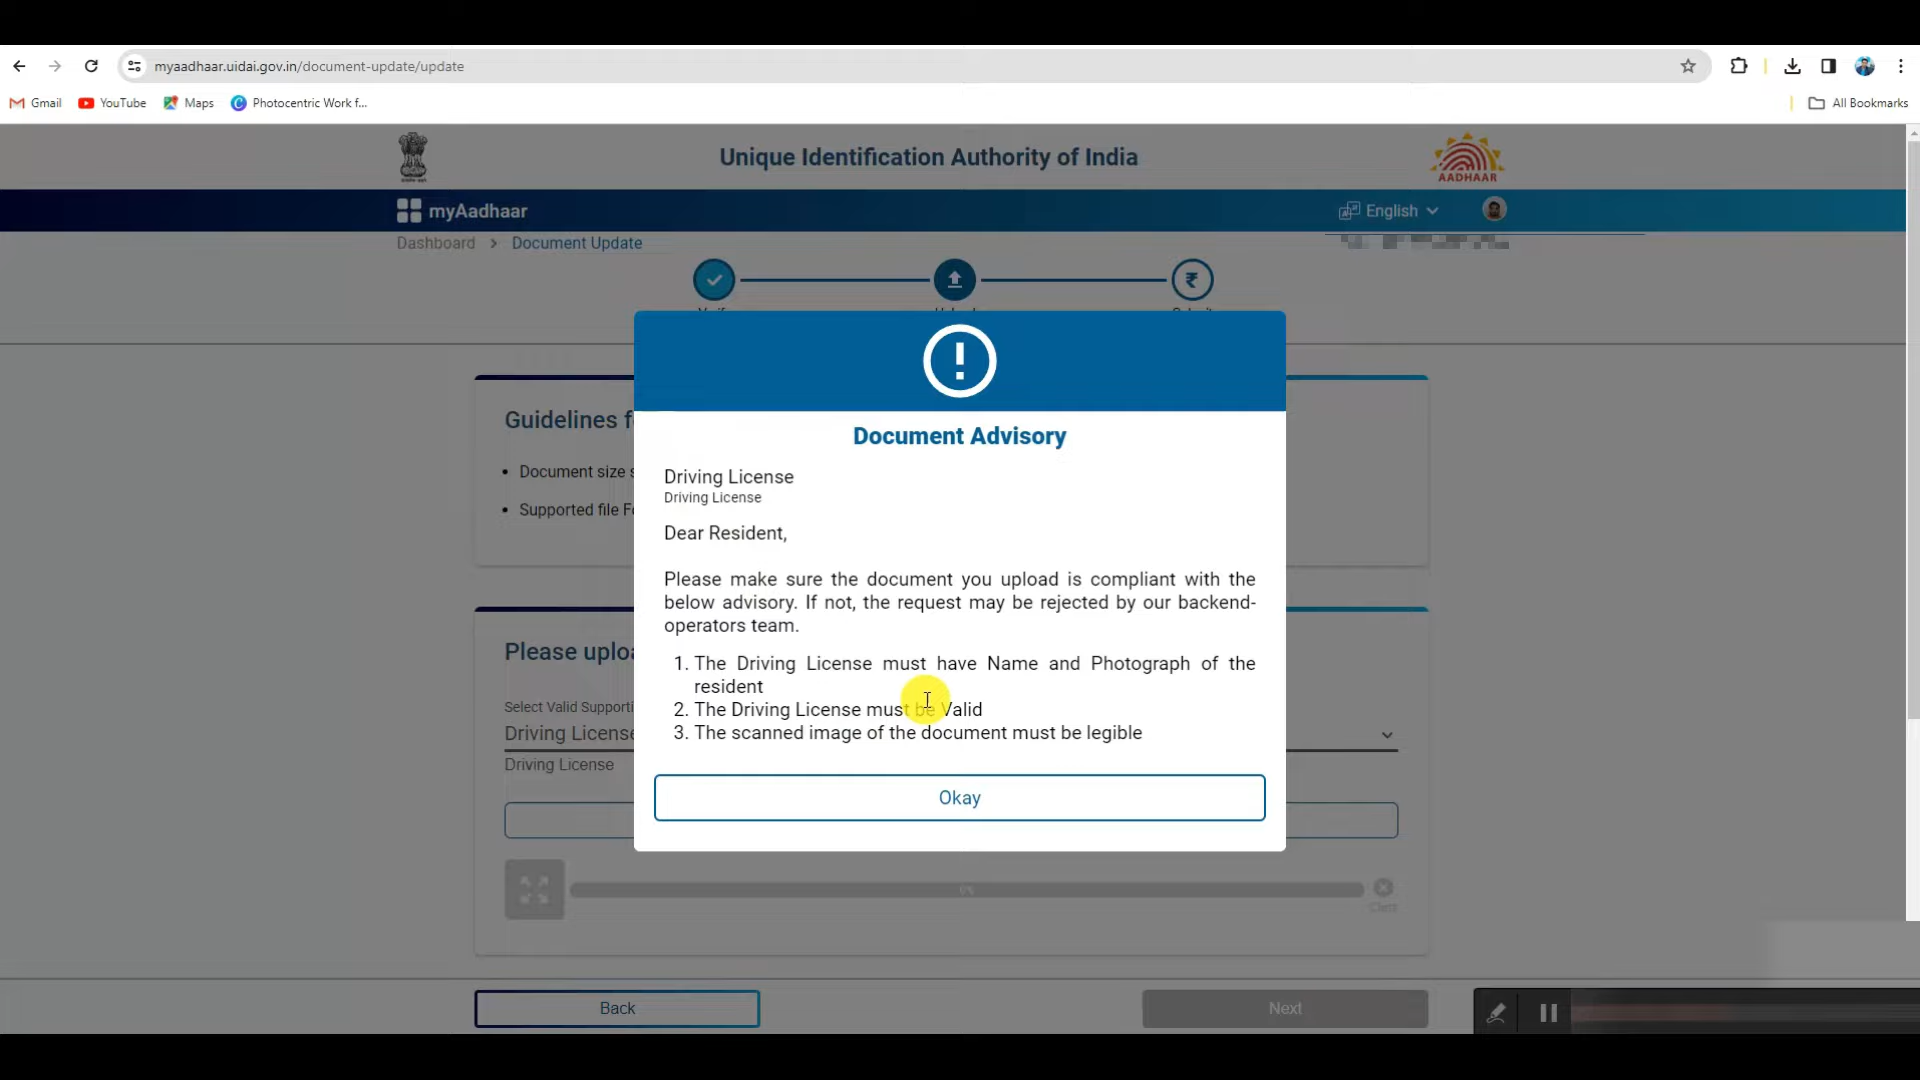 myaadhaar.uidai.gov.in/document-update/update
Gmail YouTube Maps Photocentric Work f... All Bookmarks
Unique Identification Authority of India
AADHAAR
myAadhaar English
Dashboard > Document Update
Document Advisory
Guidelines f
Driving License
Document size s
Driving License
Supported file Fo
Dear Resident,
Please make sure the document you upload is compliant with the
below advisory. If not, the request may be rejected by our backend-
operators team.
1. The Driving License must have Name and Photograph of the
resident
2. The Driving License must be Valid
3. The scanned image of the document must be legible
Okay
Please uploa
Select Valid Supporti
Driving License
Driving License
0%
Clear
Back Next